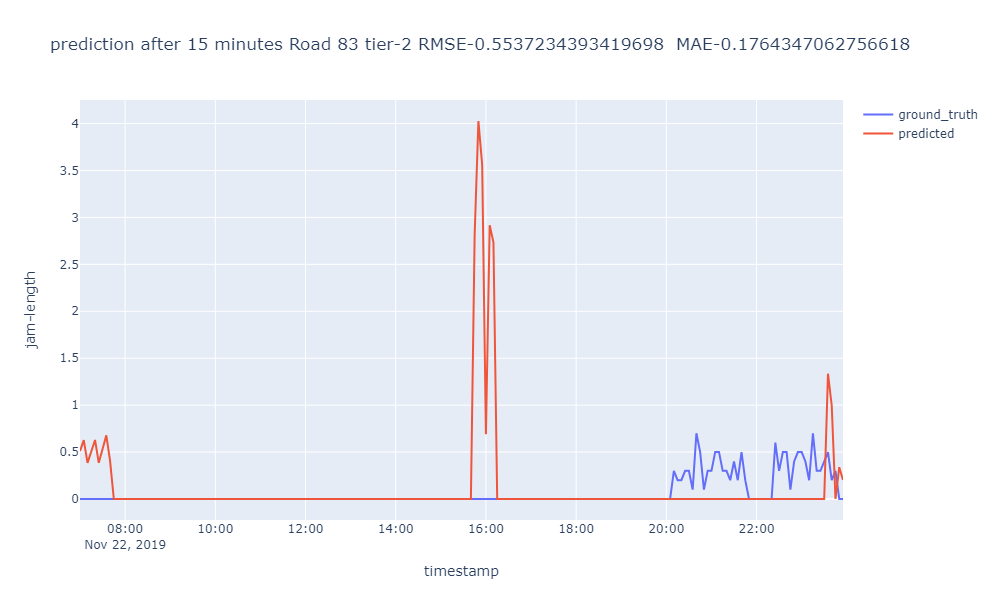 prediction after 15 minutes Road 83 tier-2 RMSE-0.5537234393419698  MAE-0.1764347062756618
ground_truth
predicted
4
3.5
3
2.5
2
1.5
1
0.5
0
jam-length
08:00 10:00 12:00 14:00 16:00 18:00 20:00 22:00
Nov 22, 2019
timestamp